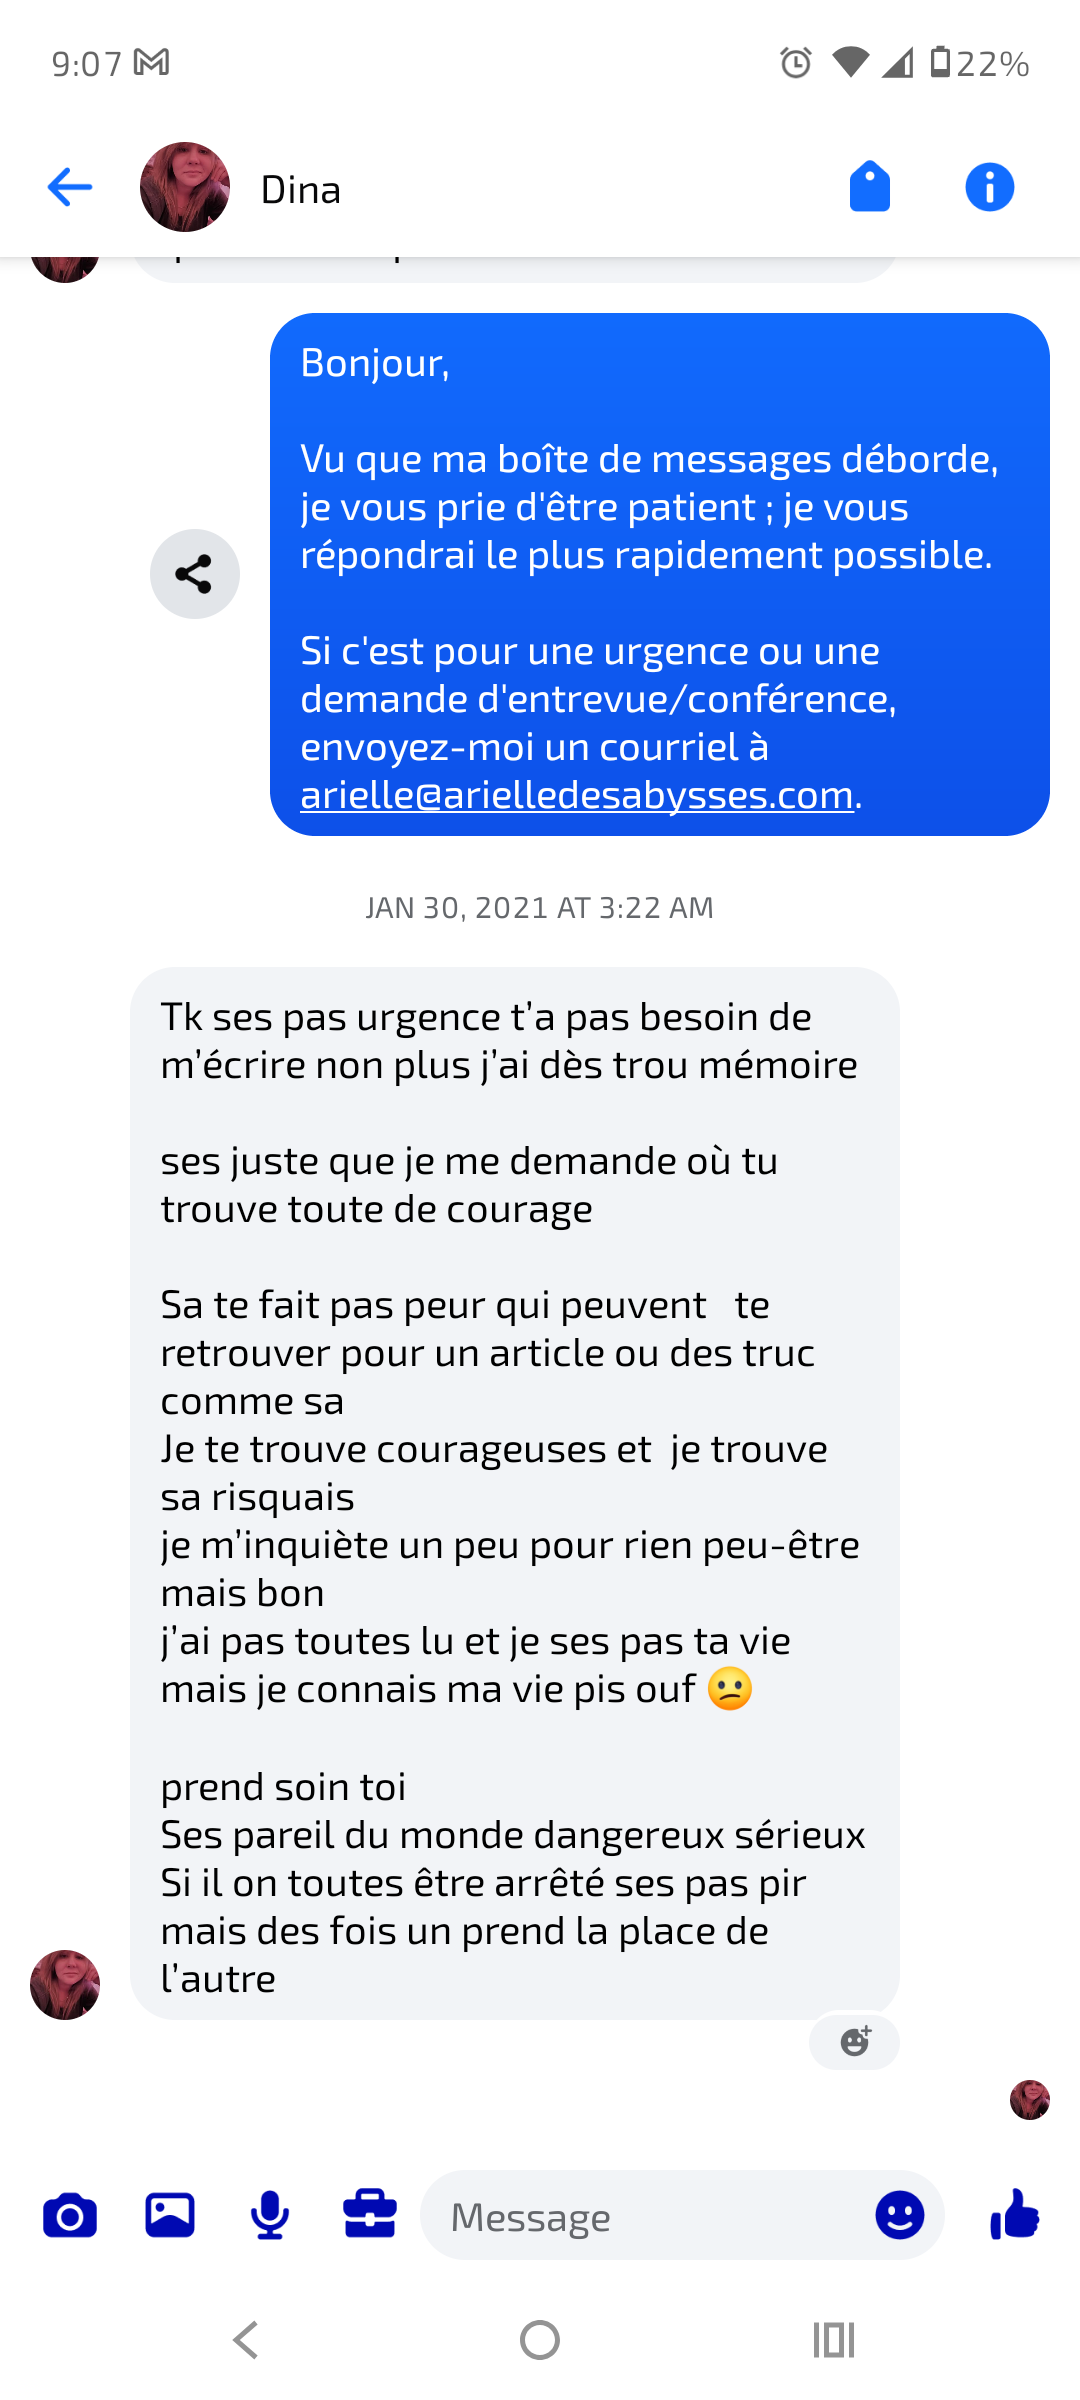 9:07
22%
Dina
Bonjour,
Vu que ma boîte de messages déborde,
je vous prie d'être patient ; je vous
répondrai le plus rapidement possible.
Si c'est pour une urgence ou une
demande d'entrevue/conférence,
envoyez-moi un courriel à
arielle@arielledesabysses.com.
JAN 30, 2021 AT 3:22 AM
Tk ses pas urgence t’a pas besoin de
m’écrire non plus j’ai dès trou mémoire
ses juste que je me demande où tu
trouve toute de courage
Sa te fait pas peur qui peuvent   te
retrouver pour un article ou des truc
comme sa
Je te trouve courageuses et  je trouve
sa risquais
je m’inquiète un peu pour rien peu-être
mais bon
j’ai pas toutes lu et je ses pas ta vie
mais je connais ma vie pis ouf 😕
prend soin toi
Ses pareil du monde dangereux sérieux
Si il on toutes être arrêté ses pas pir
mais des fois un prend la place de
l’autre
Message